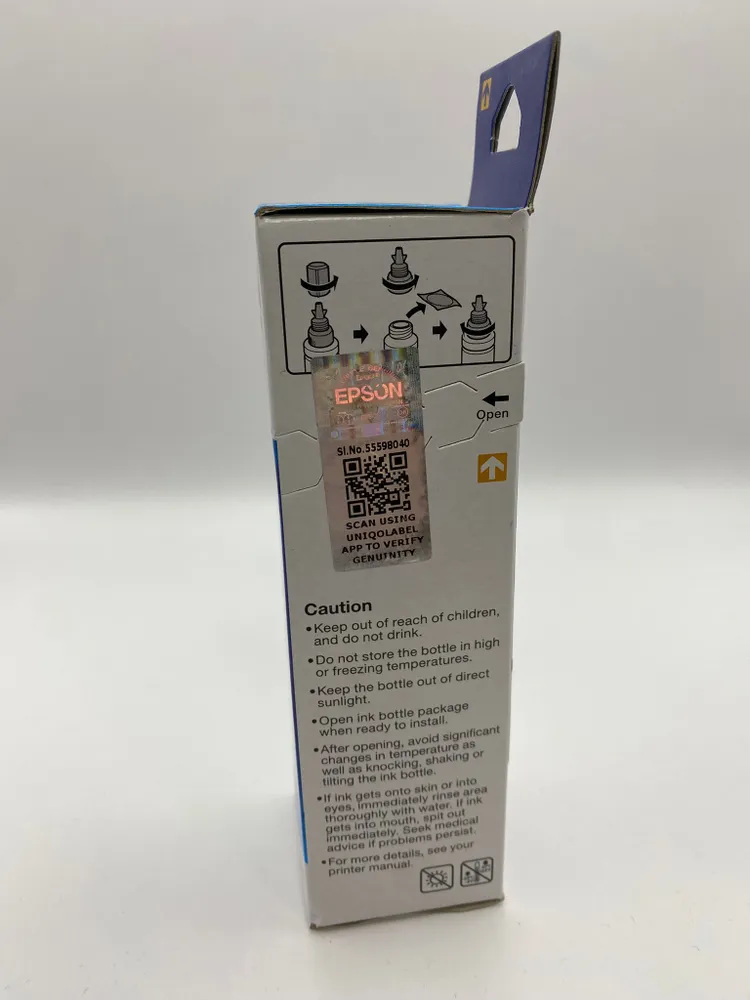 EPSON
Open
Sl.No.55598040
SCAN USING
UNIQOLABEL
APP TO VERIFY
GENUINITY
Caution
•Keep out of reach of children,
and do not drink.
•Do not store the bottle in high
or freezing temperatures.
•Keep the bottle out of direct
sunlight.
•Open ink bottle package
when ready to install.
•After opening, avoid significant
changes in temperature as
well as knocking, shaking or
tilting the ink bottle.
•If ink gets onto skin or into
eyes, immediately rinse area
thoroughly with water. If ink
gets into mouth, spit out
immediately. Seek medical
advice if problems persist.
•For more details, see your
printer manual.